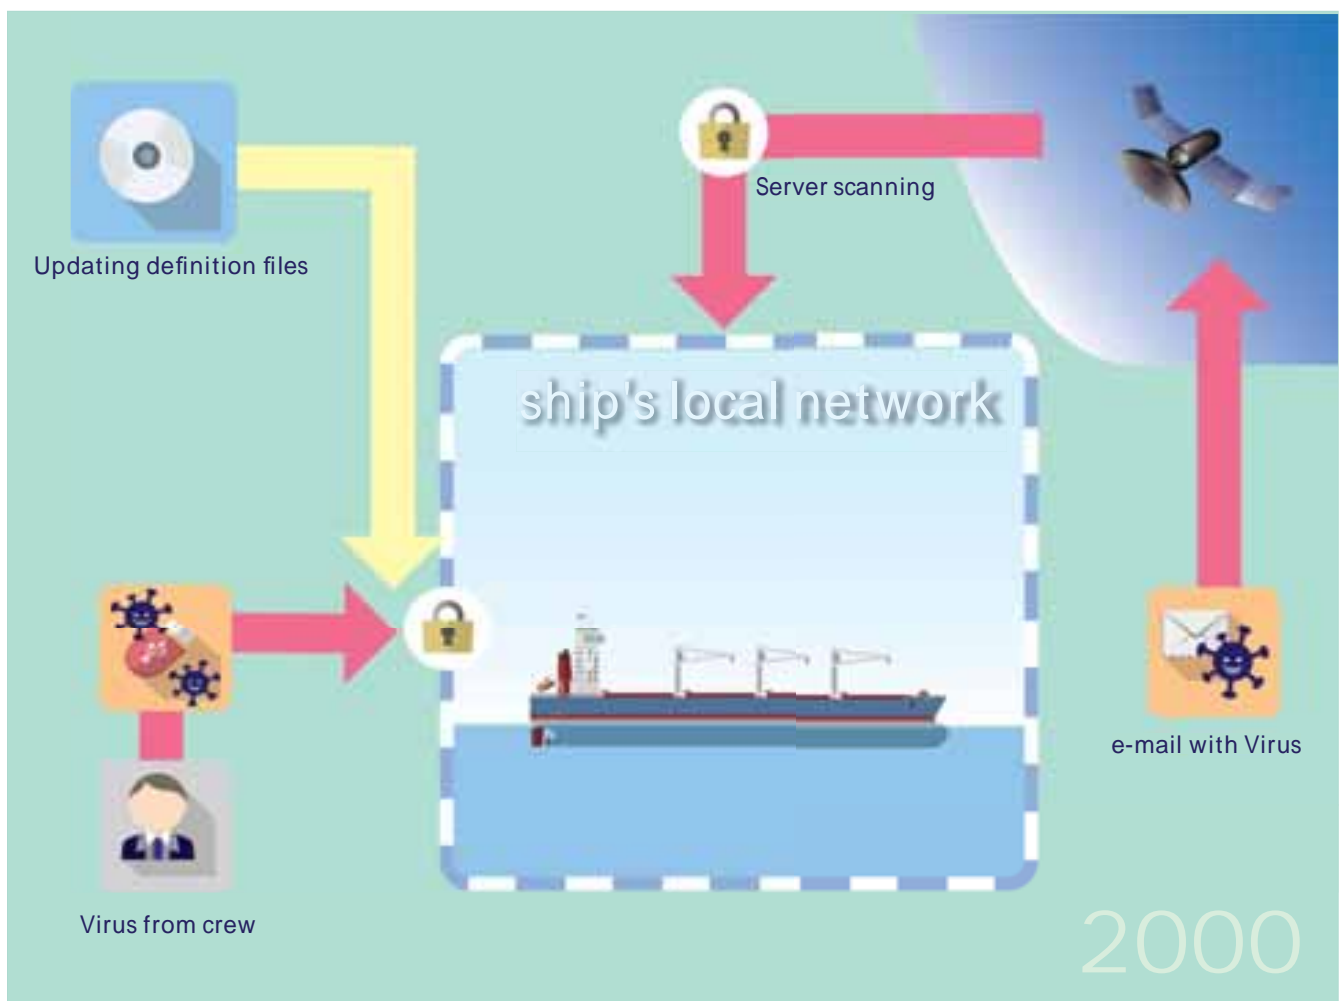 Server scanning
Updating definition files
ship's local network
e-mail with Virus
Virus from crew
2000